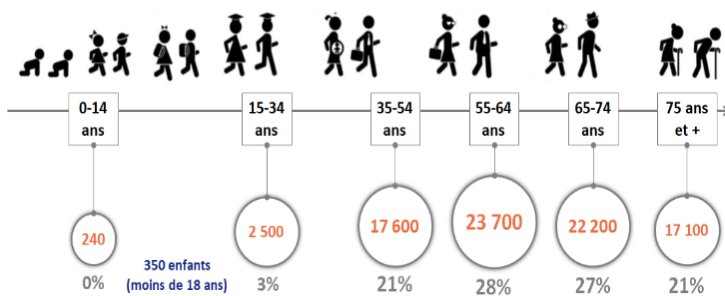 0-14
ans
15-34
ans
35-54
ans
55-64
ans
65-74
ans
75 ans
et +
240
2 500
17 600
23 700
22 200
17 100
0%
350 enfants
(moins de 18 ans)
3%
21%
28%
27%
21%